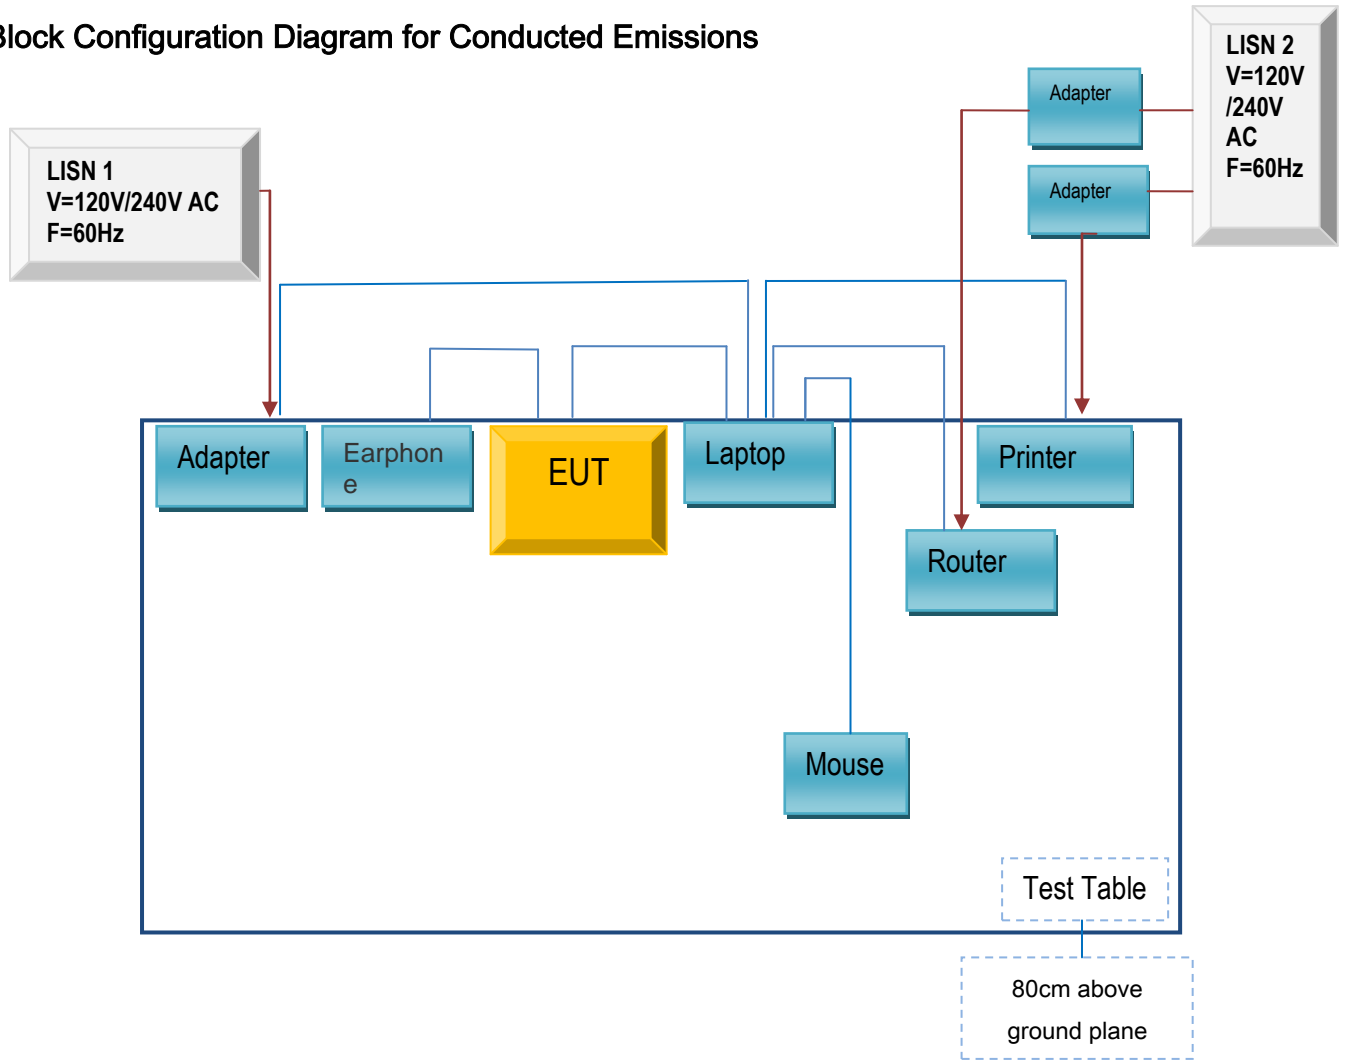 Block Configuration Diagram for Conducted Emissions
LISN 2
V=120V
/240V
AC
F=60Hz
Adapter
Adapter
LISN 1
V=120V/240V AC
F=60Hz
Adapter
Earphon
e
EUT
Laptop
Printer
Router
Mouse
Test Table
80cm above
ground plane